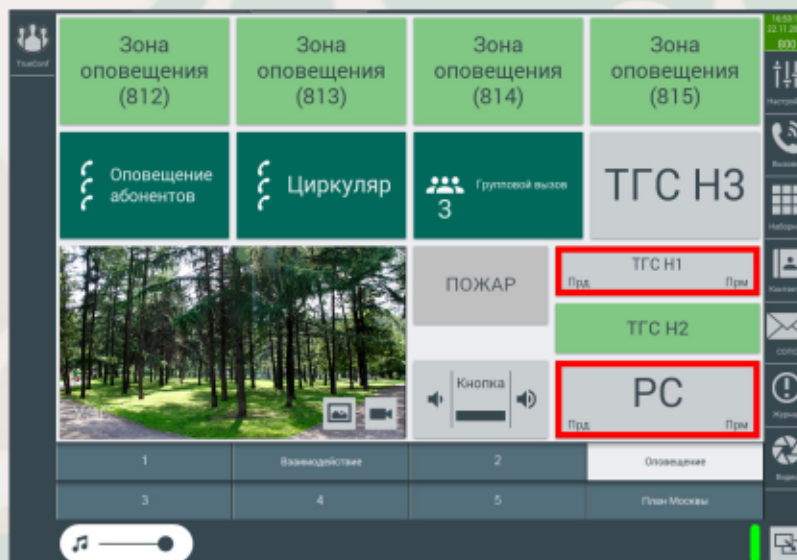 TrueConf
Зона
оповещения
(812)
Зона
оповещения
(813)
Зона
оповещения
(814)
Зона
оповещения
(815)
800
Оповещение
абонентов
Циркуляр
Групповой вызов
3
ТГС Н3
ПОЖАР
ТГС Н1
Прд
Прм
ТГС Н2
Кнопка
РС
Прд
Прм
1
Взаимодействие
2
Оповещение
3
4
5
План Москвы